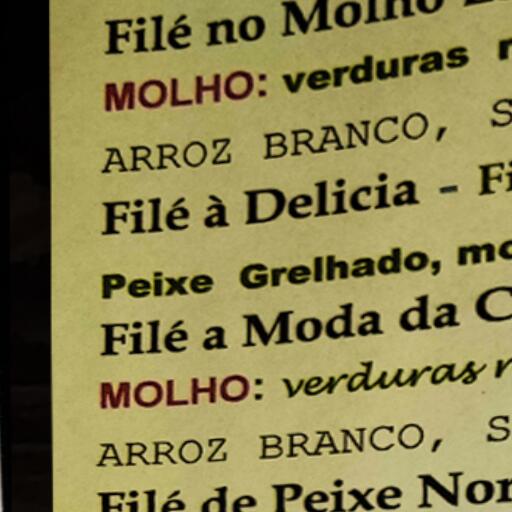 Filé no Molho
MOLHO: verduras
ARROZ BRANCO,
Filé à Delicia -
Peixe Grelhado,
Filé a Moda da
MOLHO: verduras
ARROZ BRANCO,
Filé de Peixe